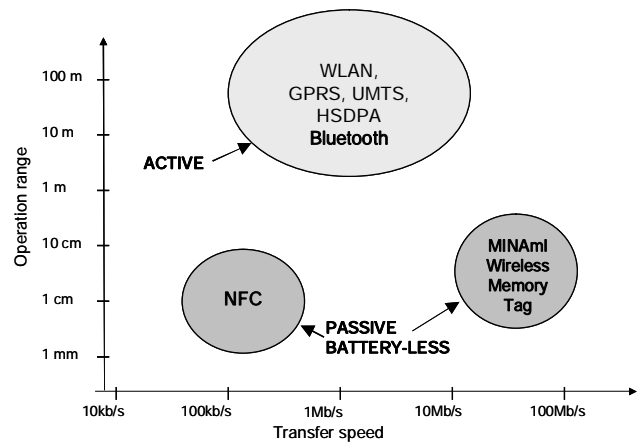 100 m
10 m
1 m
10 cm
1 cm
1 mm
Operation range
WLAN,
GPRS, UMTS,
HSDPA
Bluetooth
ACTIVE
NFC
MINAmI
Wireless
Memory
Tag
PASSIVE
BATTERY-LESS
10kb/s 100kb/s 1Mb/s 10Mb/s 100Mb/s
Transfer speed